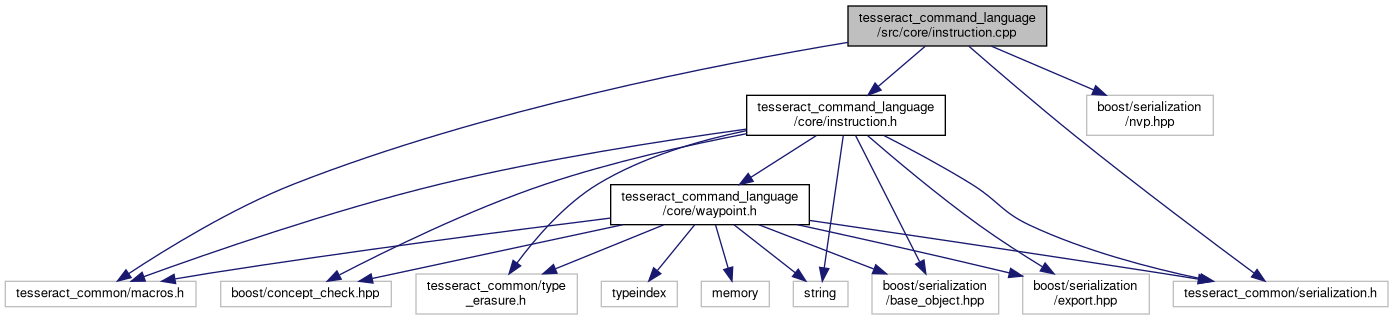 tesseract_command_language
/src/core/instruction.cpp
tesseract_command_language
/core/instruction.h
boost/serialization
/nvp.hpp
tesseract_command_language
/core/waypoint.h
tesseract_common/macros.h
boost/concept_check.hpp
tesseract_common/type
_erasure.h
typeindex
memory
string
boost/serialization
/base_object.hpp
boost/serialization
/export.hpp
tesseract_common/serialization.h